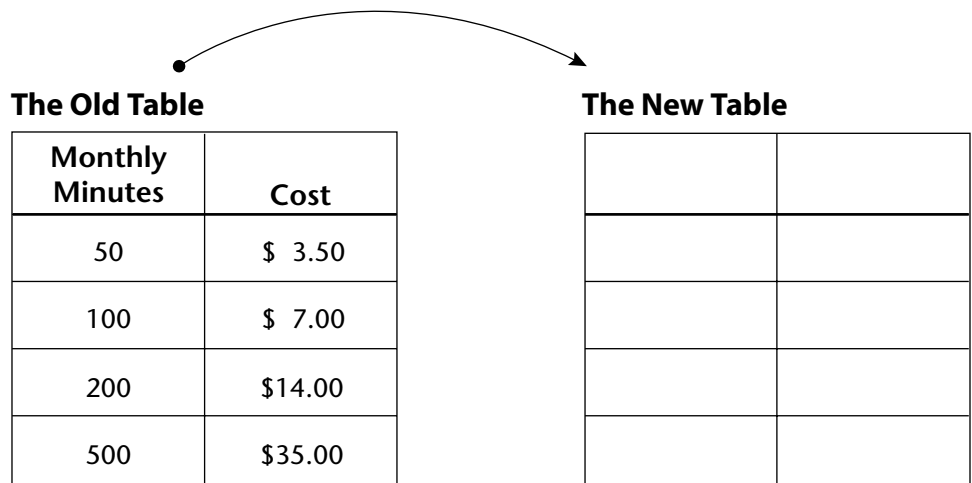 The Old Table
The New Table
Monthly
Minutes
Cost
50
$ 3.50
100
$ 7.00
200
$14.00
500
$35.00